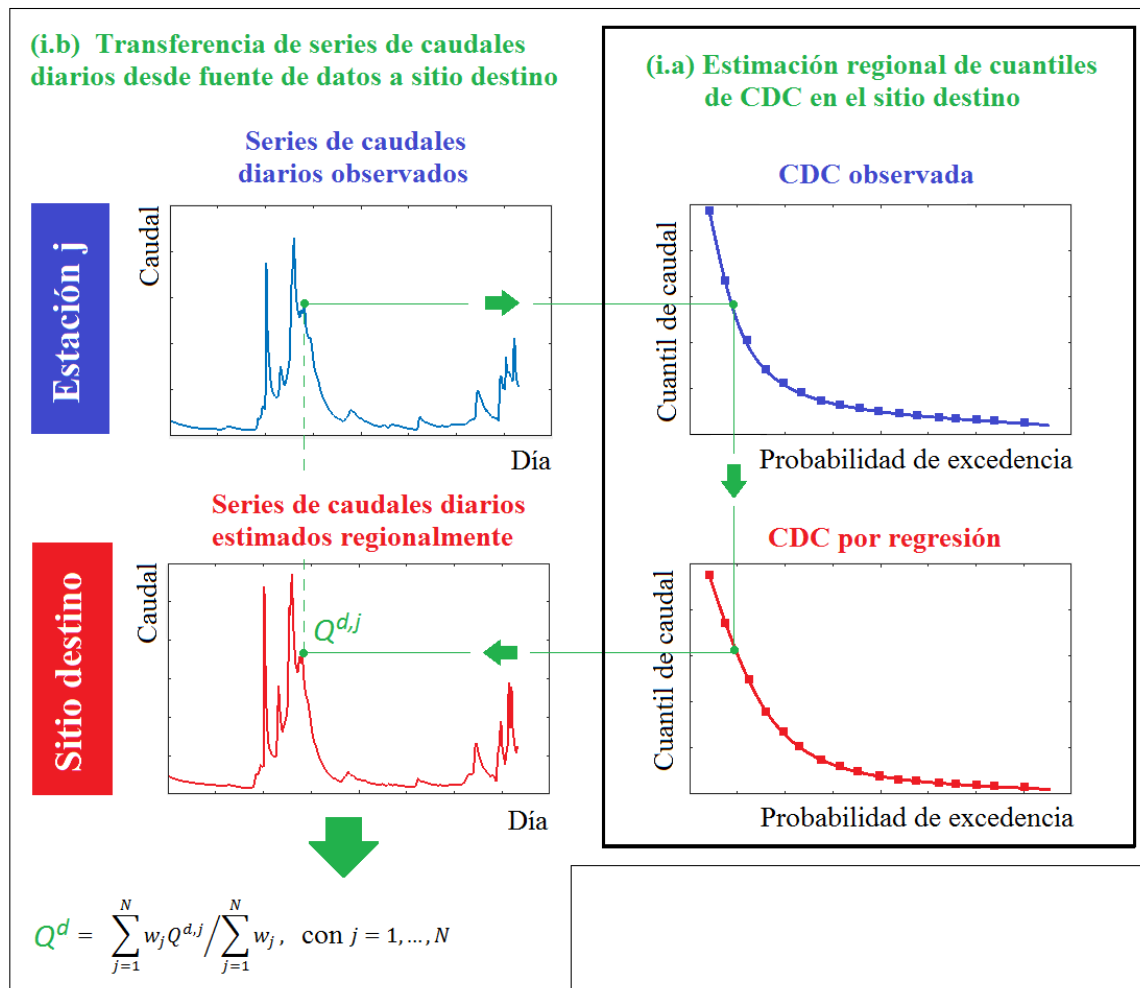 (i.b) Transferencia de series de caudales
diarios desde fuente de datos a sitio destino
Series de caudales
diarios observados
Estación j
Caudal
Día
Series de caudales diarios
estimados regionalmente
Sitio destino
Caudal
Q^{d,j}
Día
Q^d = \sum_{j=1}^{N} w_j Q^{d,j} / \sum_{j=1}^{N} w_j, con j = 1, ..., N
(i.a) Estimación regional de cuantiles
de CDC en el sitio destino
CDC observada
Cuantil de caudal
Probabilidad de excedencia
CDC por regresión
Cuantil de caudal
Probabilidad de excedencia